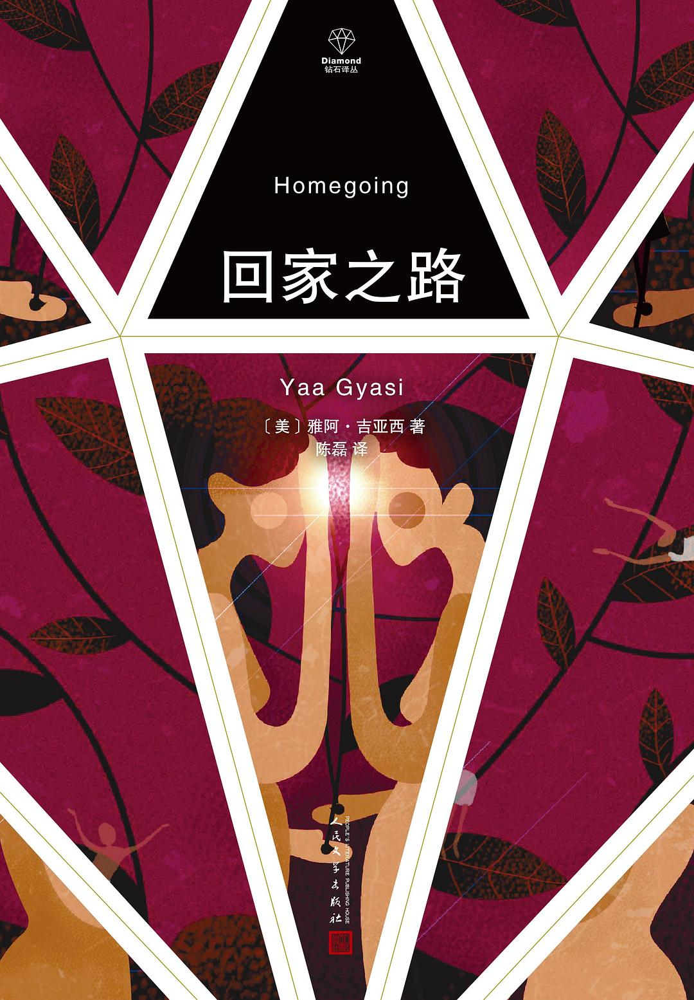 Diamond
钻石译丛
Homegoing
回家之路
Yaa Gyasi
〔美〕雅阿·吉亚西 著
陈磊 译
人民文学出版社
PEOPLE'S LITERATURE PUBLISHING HOUSE